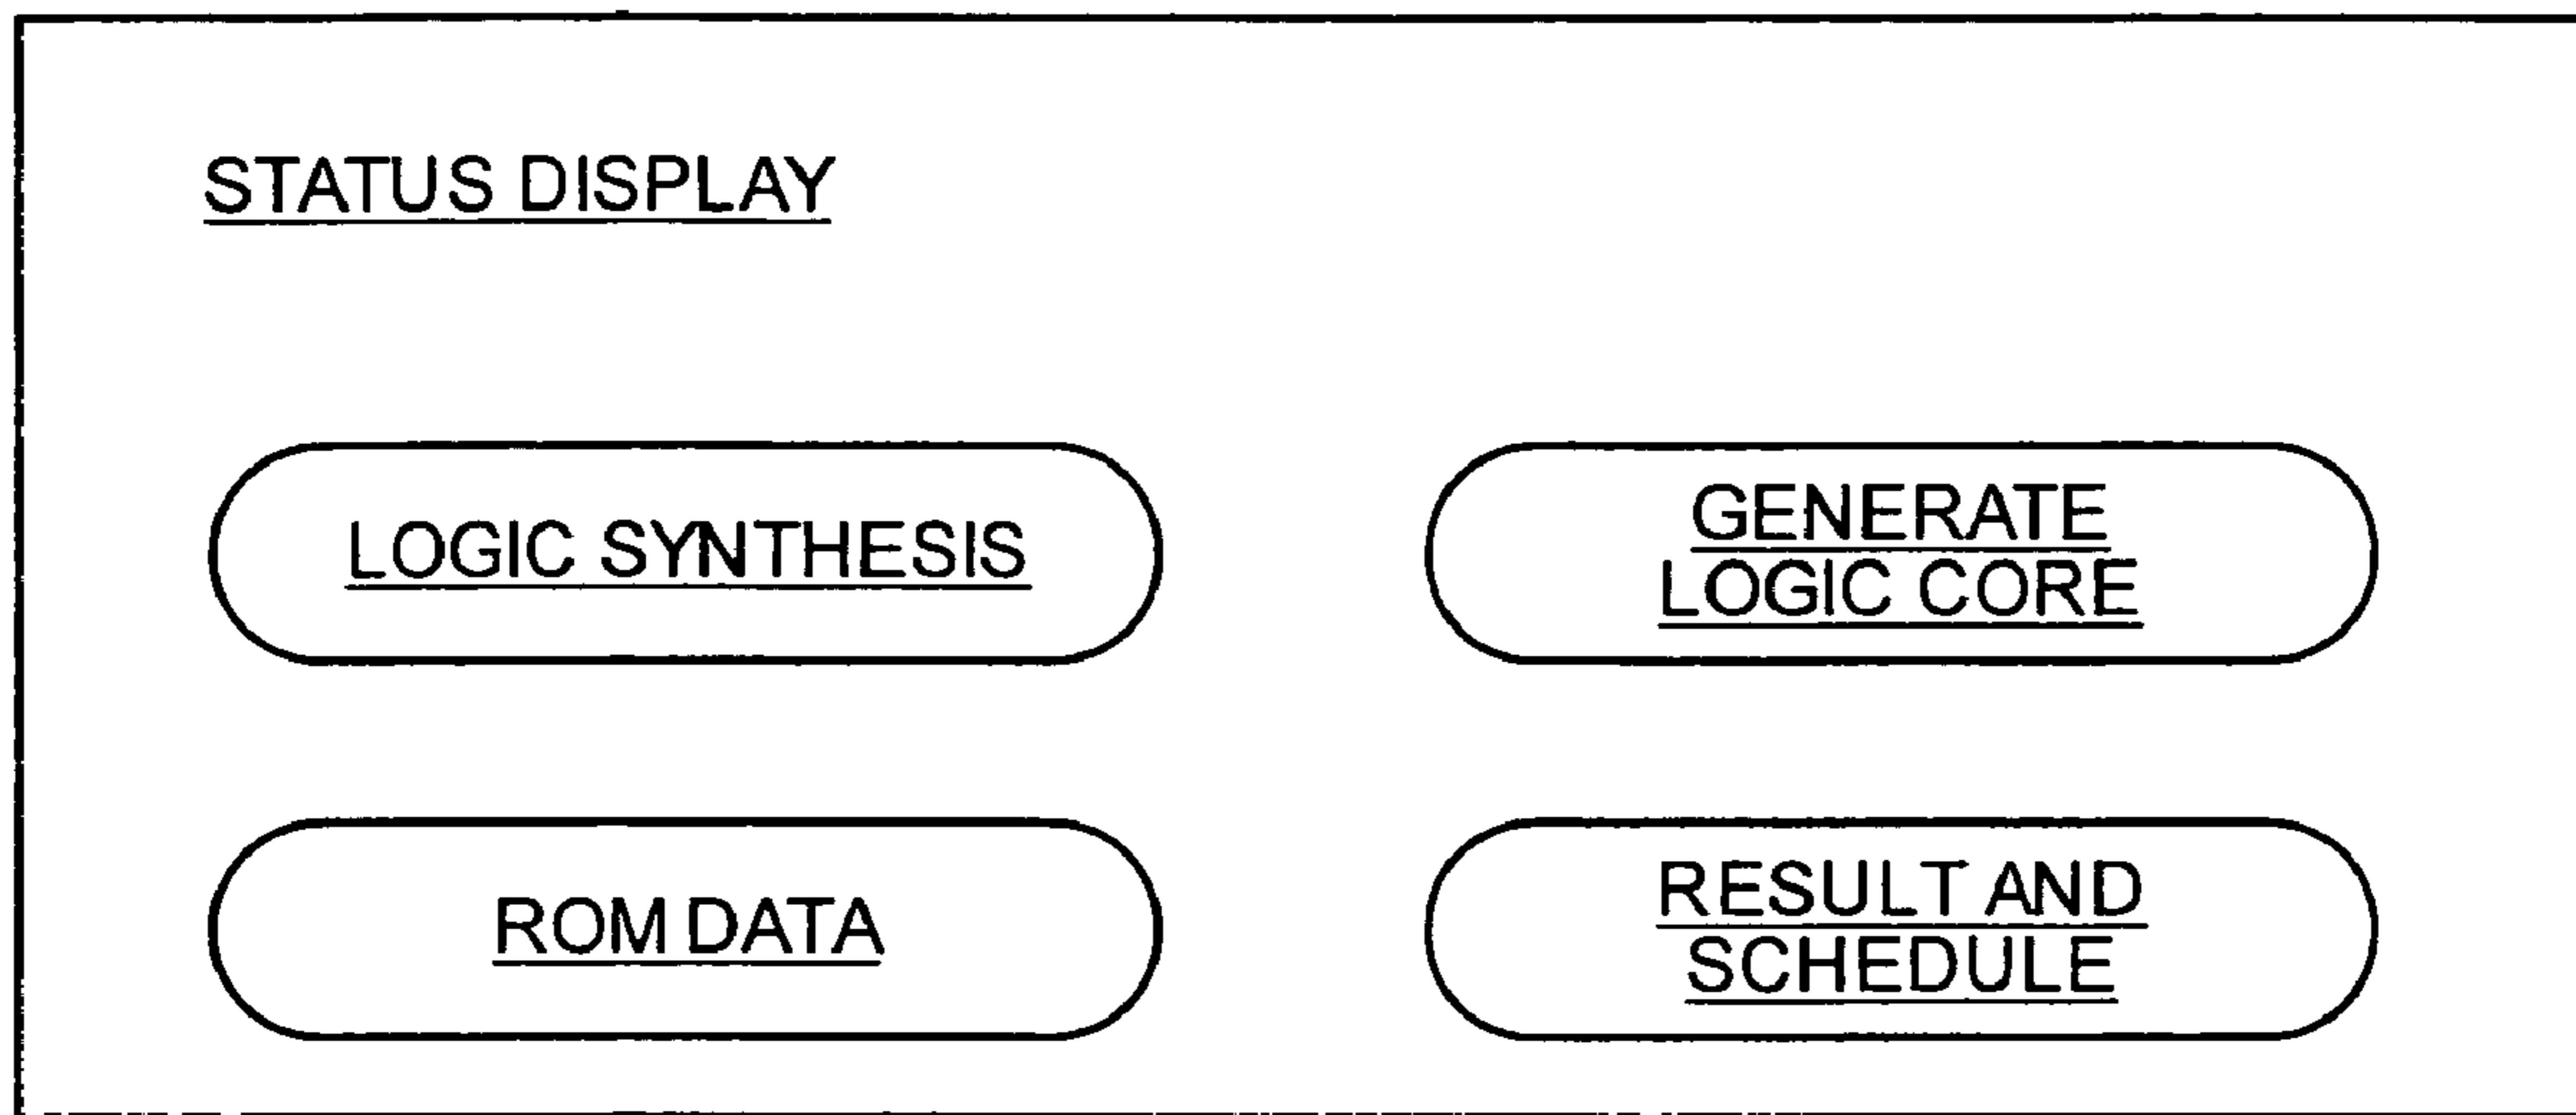 STATUS DISPLAY
LOGIC SYNTHESIS
GENERATE
LOGIC CORE
ROM DATA
RESULT AND
SCHEDULE